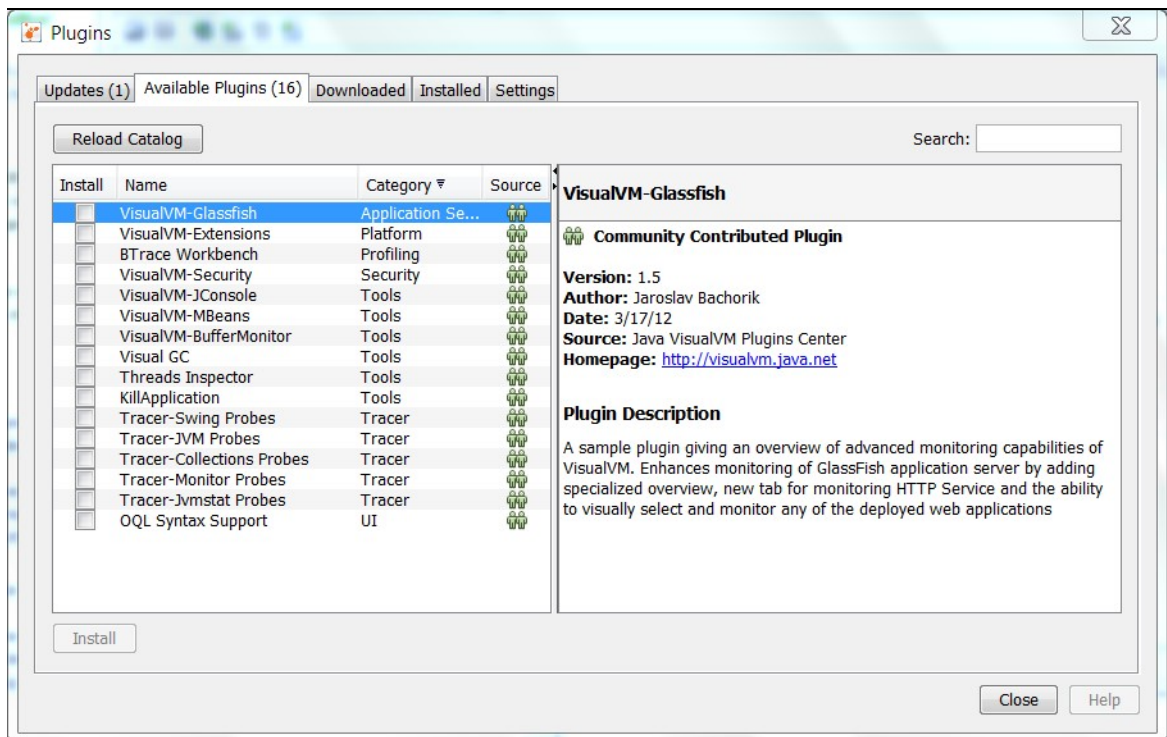 Plugins
Updates (1) Available Plugins (16) Downloaded Installed Settings
Reload Catalog Search:
Install Name Category Source
VisualVM-Glassfish Application Se...
VisualVM-Extensions Platform
BTrace Workbench Profiling
VisualVM-Security Security
VisualVM-JConsole Tools
VisualVM-MBeans Tools
VisualVM-BufferMonitor Tools
Visual GC Tools
Threads Inspector Tools
KillApplication Tools
Tracer-Swing Probes Tracer
Tracer-JVM Probes Tracer
Tracer-Collections Probes Tracer
Tracer-Monitor Probes Tracer
Tracer-Jvmstat Probes Tracer
OQL Syntax Support UI
VisualVM-Glassfish
Community Contributed Plugin
Version: 1.5
Author: Jaroslav Bachorik
Date: 3/17/12
Source: Java VisualVM Plugins Center
Homepage: http://visualvm.java.net
Plugin Description
A sample plugin giving an overview of advanced monitoring capabilities of
VisualVM. Enhances monitoring of GlassFish application server by adding
specialized overview, new tab for monitoring HTTP Service and the ability
to visually select and monitor any of the deployed web applications
Install
Close Help